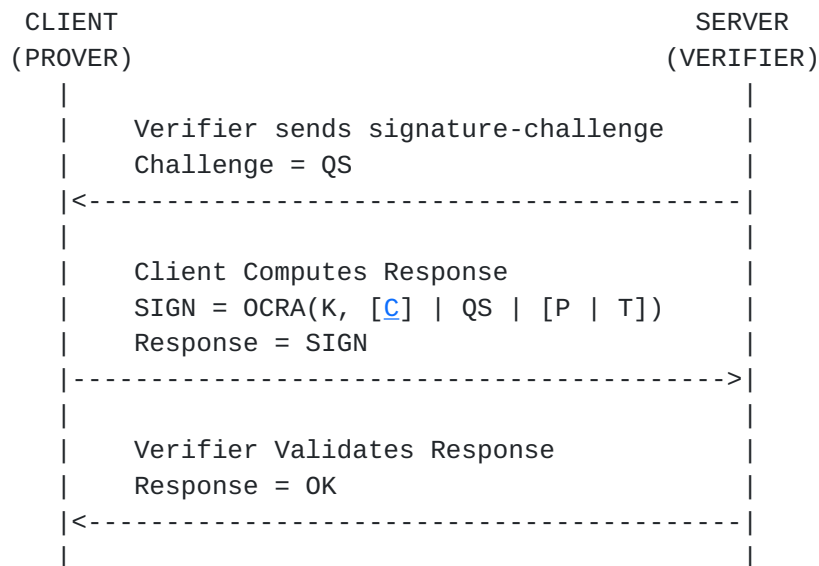 CLIENT SERVER
(PROVER) (VERIFIER)
| |
| Verifier sends signature-challenge |
| Challenge = QS |
|<------------------------------------------|
| |
| Client Computes Response |
| SIGN = OCRA(K, [C] | QS | [P | T]) |
| Response = SIGN |
|------------------------------------------>|
| |
| Verifier Validates Response |
| Response = OK |
|<------------------------------------------|
| |